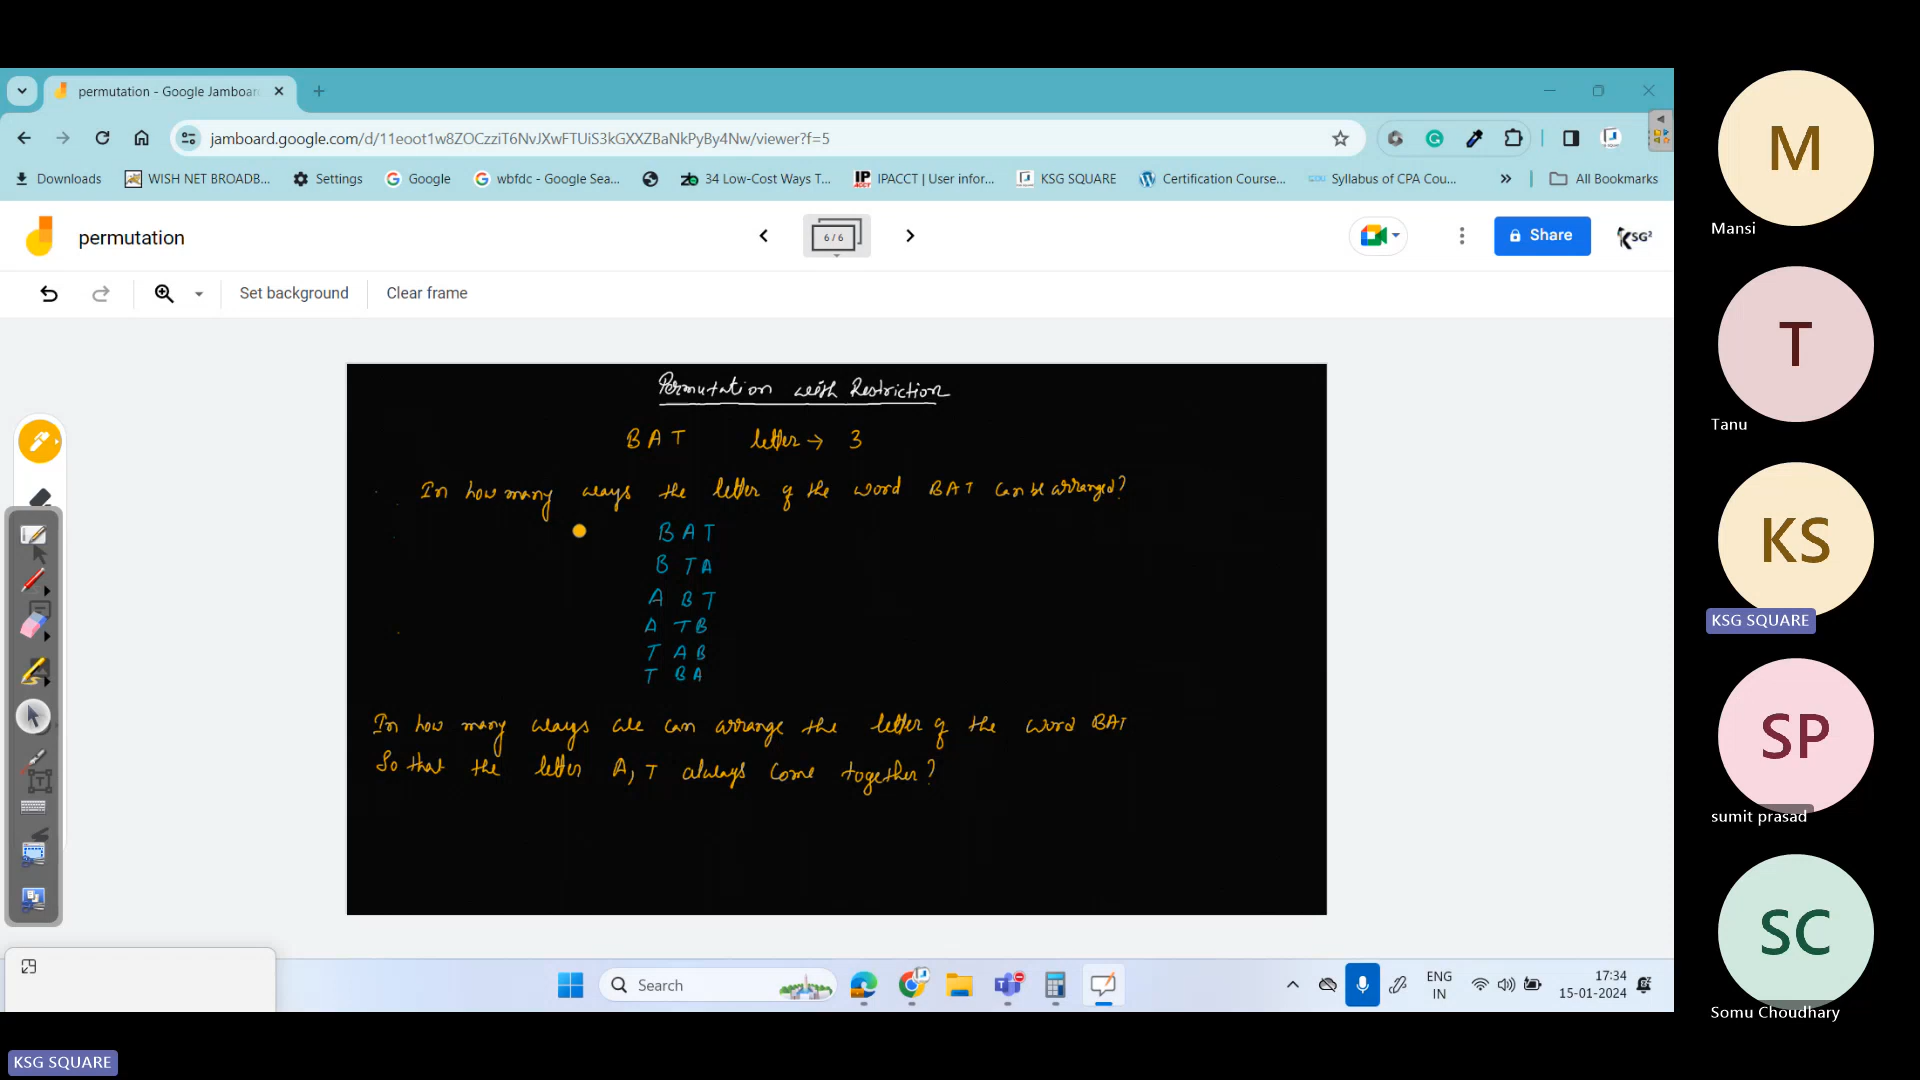 permutation - Google Jamboar
jamboard.google.com/d/11eoot1w8ZOCzziT6NvJXwFTUiS3kGXXZBaNkPyBy4Nw/viewer?f=5
Downloads WISH NET BROADB... Settings Google wbfdc - Google Sea... 34 Low-Cost Ways T... IPACCT | User infor... KSG SQUARE Certification Course... Syllabus of CPA Cou... » All Bookmarks
permutation
6 / 6
Share
KSG²
Set background Clear frame
Permutation with Restriction
BAT letter → 3
In how many ways the letter of the word BAT can be arranged?
B A T
B T A
A B T
A T B
T A B
T B A
In how many ways we can arrange the letter of the word BAT
So that the letter A, T always come together?
Search
ENG
IN
17:34
15-01-2024
M
Mansi
T
Tanu
KS
KSG SQUARE
SP
sumit prasad
SC
Somu Choudhary
KSG SQUARE